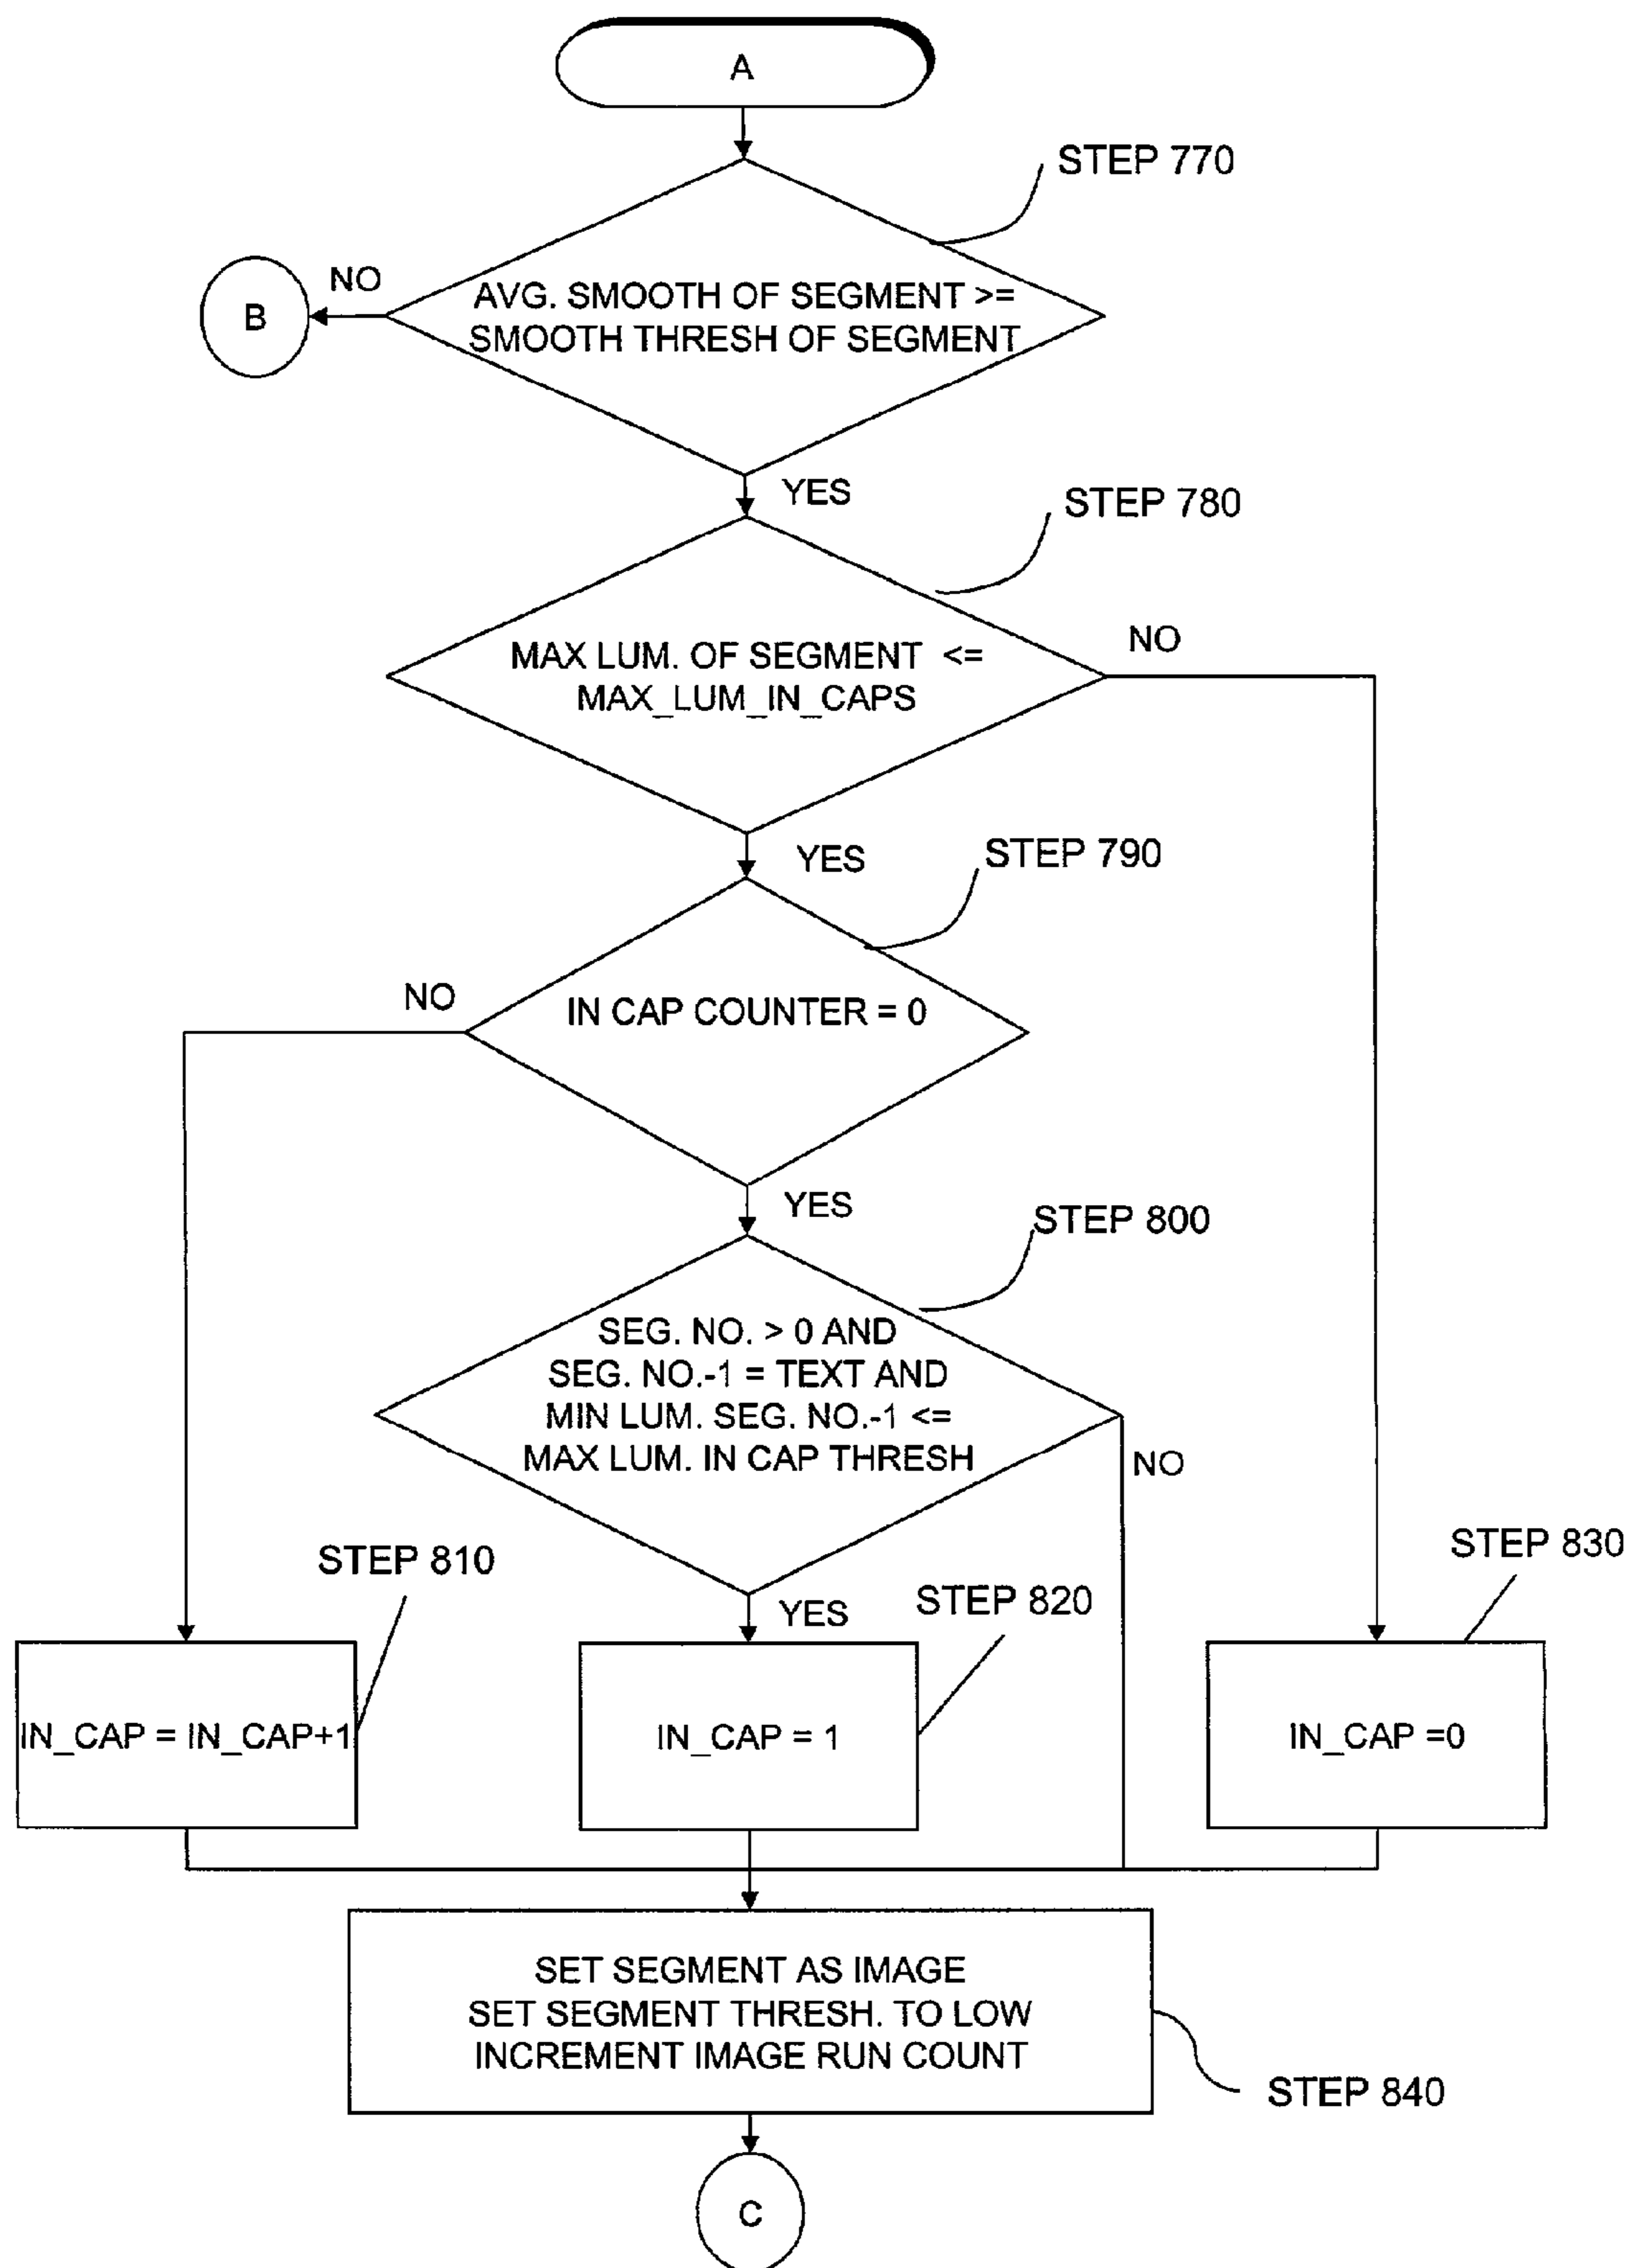 A
STEP 770
NO
B
AVG. SMOOTH OF SEGMENT >=
SMOOTH THRESH OF SEGMENT
YES
STEP 780
NO
MAX LUM. OF SEGMENT <=
MAX_LUM_IN_CAPS
YES
STEP 790
NO
IN CAP COUNTER = 0
YES
STEP 800
SEG. NO. > 0 AND
SEG. NO.-1 = TEXT AND
MIN LUM. SEG. NO.-1 <=
MAX LUM. IN CAP THRESH
NO
STEP 810
YES
STEP 820
STEP 830
IN_CAP = IN_CAP+1
IN_CAP = 1
IN_CAP =0
SET SEGMENT AS IMAGE
SET SEGMENT THRESH. TO LOW
INCREMENT IMAGE RUN COUNT
STEP 840
C